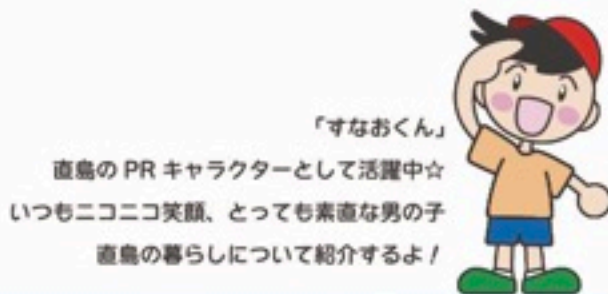 「すなおくん」
直島の PR キャラクターとして活躍中☆
いつもニコニコ笑顔、とっても素直な男の子
直島の暮らしについて紹介するよ！